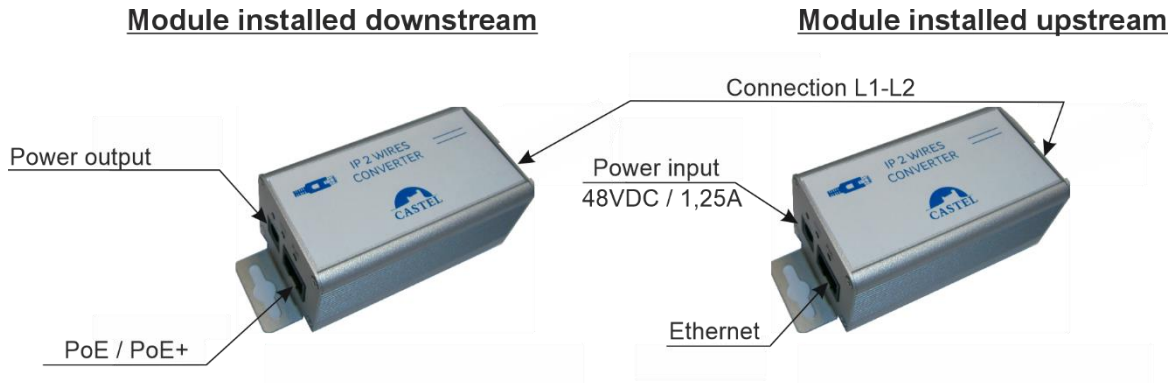 Module installed downstream
Module installed upstream
Connection L1-L2
Power output
IP 2 WIRES
CONVERTER
CASTEL
Power input
48VDC / 1,25A
IP 2 WIRES
CONVERTER
CASTEL
Ethernet
PoE / PoE+